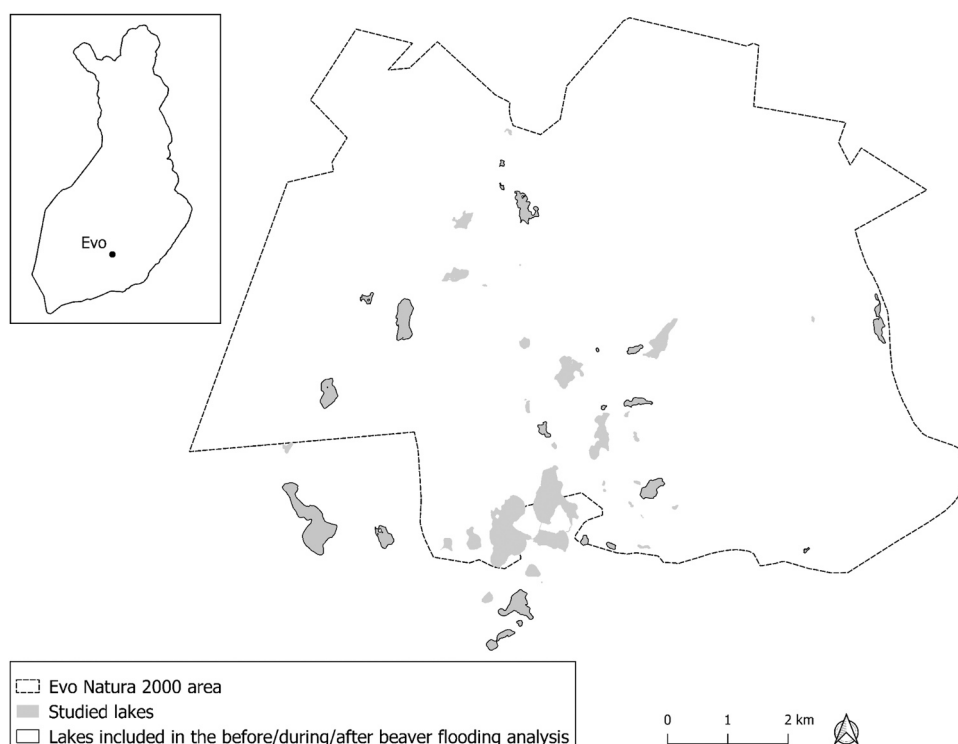 Evo
Evo Natura 2000 area
Studied lakes
Lakes included in the before/during/after beaver flooding analysis
0 1 2 km